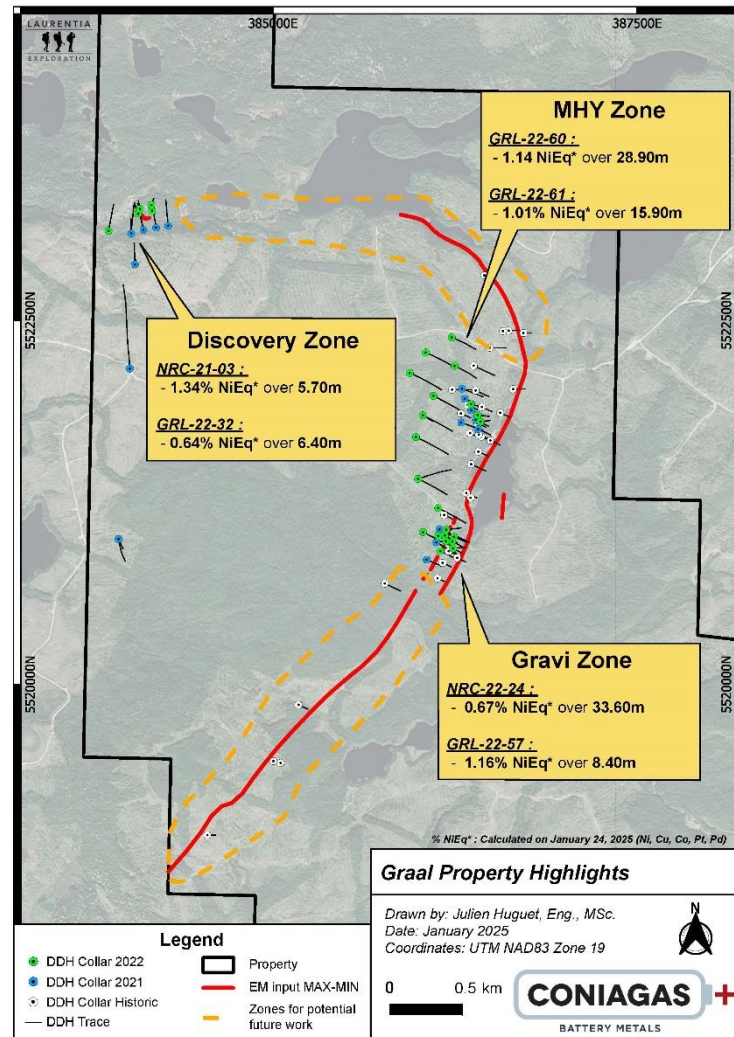 LAURENTIA
EXPLORATION
385000E
387500E
MHY Zone
GRL-22-60 :
- 1.14 NiEq* over 28.90m
GRL-22-61 :
- 1.01% NiEq* over 15.90m
5522500N
5522500N
Discovery Zone
NRC-21-03 :
- 1.34% NiEq* over 5.70m
GRL-22-32 :
- 0.64% NiEq* over 6.40m
5520000N
5520000N
Gravi Zone
NRC-22-24 :
- 0.67% NiEq* over 33.60m
GRL-22-57 :
- 1.16% NiEq* over 8.40m
% NiEq* : Calculated on January 24, 2025 (Ni, Cu, Co, Pt, Pd)
Graal Property Highlights
Drawn by: Julien Huguet, Eng., MSc.
Date: January 2025
Coordinates: UTM NAD83 Zone 19
N
0 0.5 km
CONIAGAS +
BATTERY METALS
Legend
DDH Collar 2022
DDH Collar 2021
DDH Collar Historic
DDH Trace
Property
EM input MAX-MIN
Zones for potential
future work